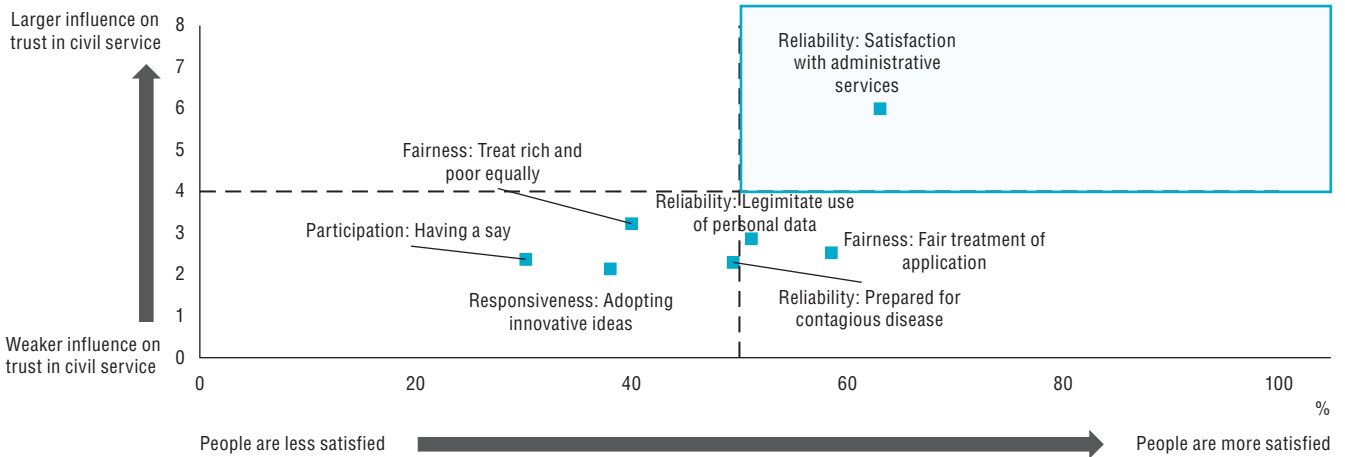 Larger influence on
trust in civil service
8
7
6
5
4
3
2
1
0
Weaker influence on
trust in civil service
Reliability: Satisfaction
with administrative
services
Fairness: Treat rich and
poor equally
Reliability: Legitimate use
of personal data
Participation: Having a say
Fairness: Fair treatment of
application
Responsiveness: Adopting
innovative ideas
Reliability: Prepared for
contagious disease
0 20 40 60 80 100
%
People are less satisfied
People are more satisfied